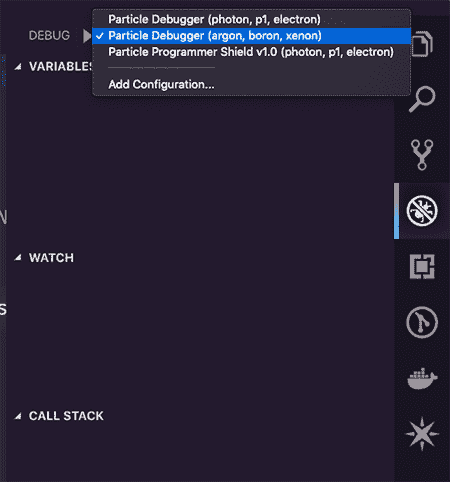 Particle Debugger (photon, p1, electron)
DEBUG
✓ Particle Debugger (argon, boron, xenon)
Particle Programmer Shield v1.0 (photon, p1, electron)
VARIABLES
Add Configuration...
WATCH
CALL STACK